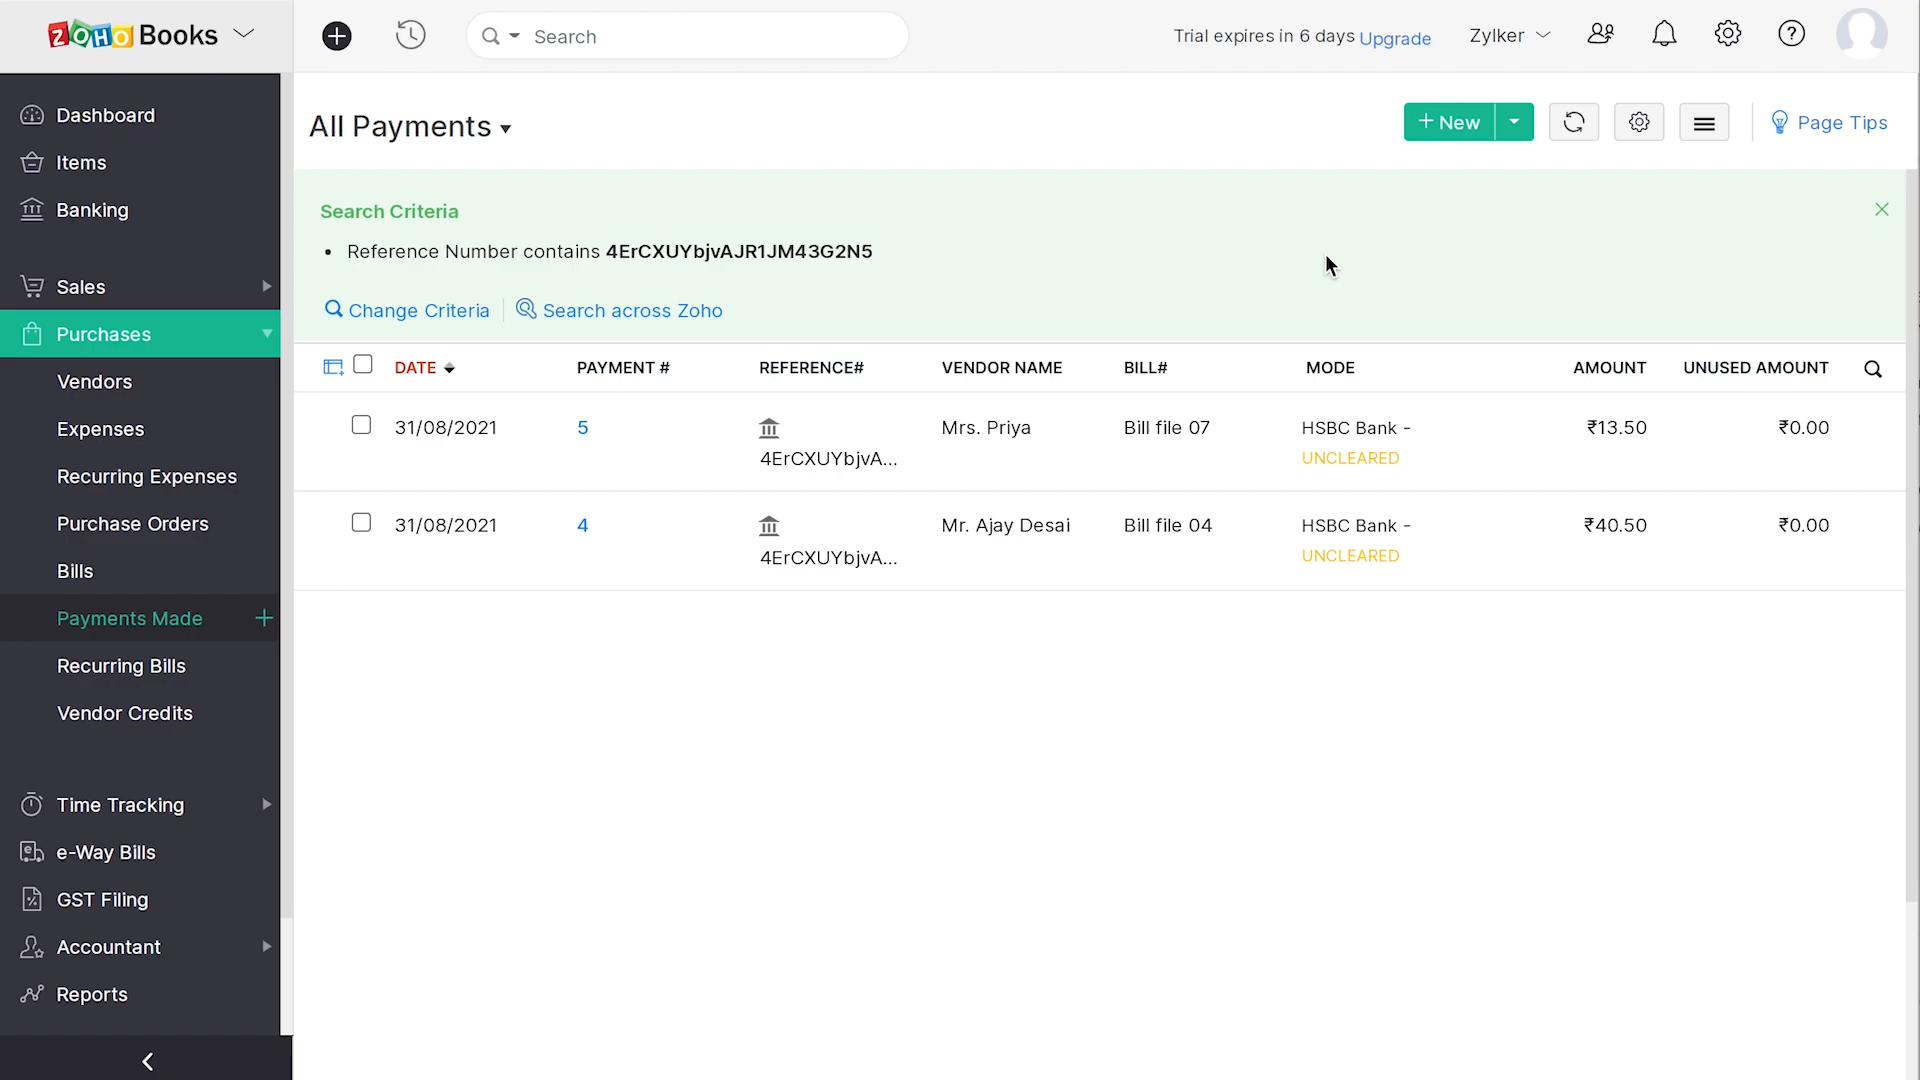 ZOHO Books
Search
Trial expires in 6 days Upgrade
Zylker
Dashboard
Items
Banking
Sales
Purchases
Vendors
Expenses
Recurring Expenses
Purchase Orders
Bills
Payments Made
Recurring Bills
Vendor Credits
Time Tracking
e-Way Bills
GST Filing
Accountant
Reports
All Payments
+ New
Page Tips
Search Criteria
• Reference Number contains 4ErCXUYbjvAJR1JM43G2N5
Change Criteria
Search across Zoho
DATE PAYMENT # REFERENCE# VENDOR NAME BILL# MODE AMOUNT UNUSED AMOUNT
31/08/2021 5 Mrs. Priya Bill file 07 HSBC Bank - ₹13.50 ₹0.00
4ErCXUYbjvA... UNCLEARED
31/08/2021 4 Mr. Ajay Desai Bill file 04 HSBC Bank - ₹40.50 ₹0.00
4ErCXUYbjvA... UNCLEARED